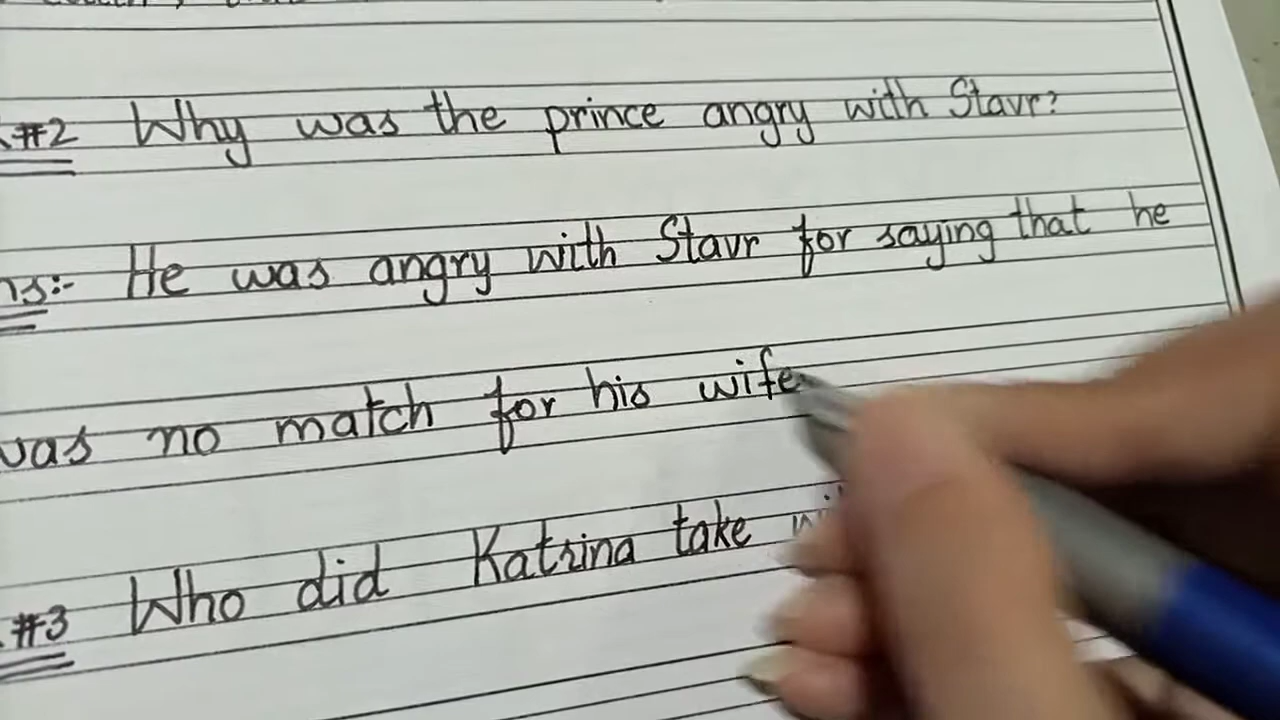 #2 Why was the prince angry with Stavr?
ns:- He was angry with Stavr for saying that he
was no match for his wife
#3 Who did Katrina take